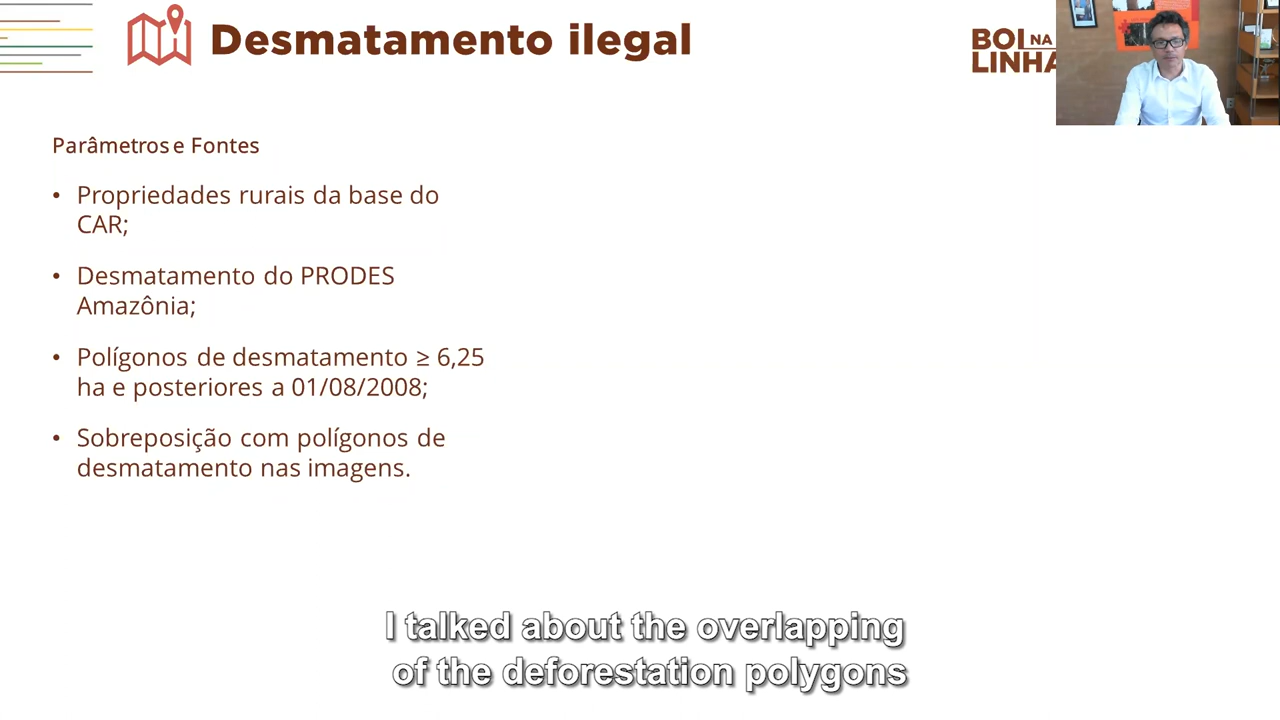 Desmatamento ilegal
BOI NA
LINHA
Parâmetros e Fontes
• Propriedades rurais da base do
CAR;
• Desmatamento do PRODES
Amazônia;
• Polígonos de desmatamento ≥ 6,25
ha e posteriores a 01/08/2008;
• Sobreposição com polígonos de
desmatamento nas imagens.
I talked about the overlapping
of the deforestation polygons